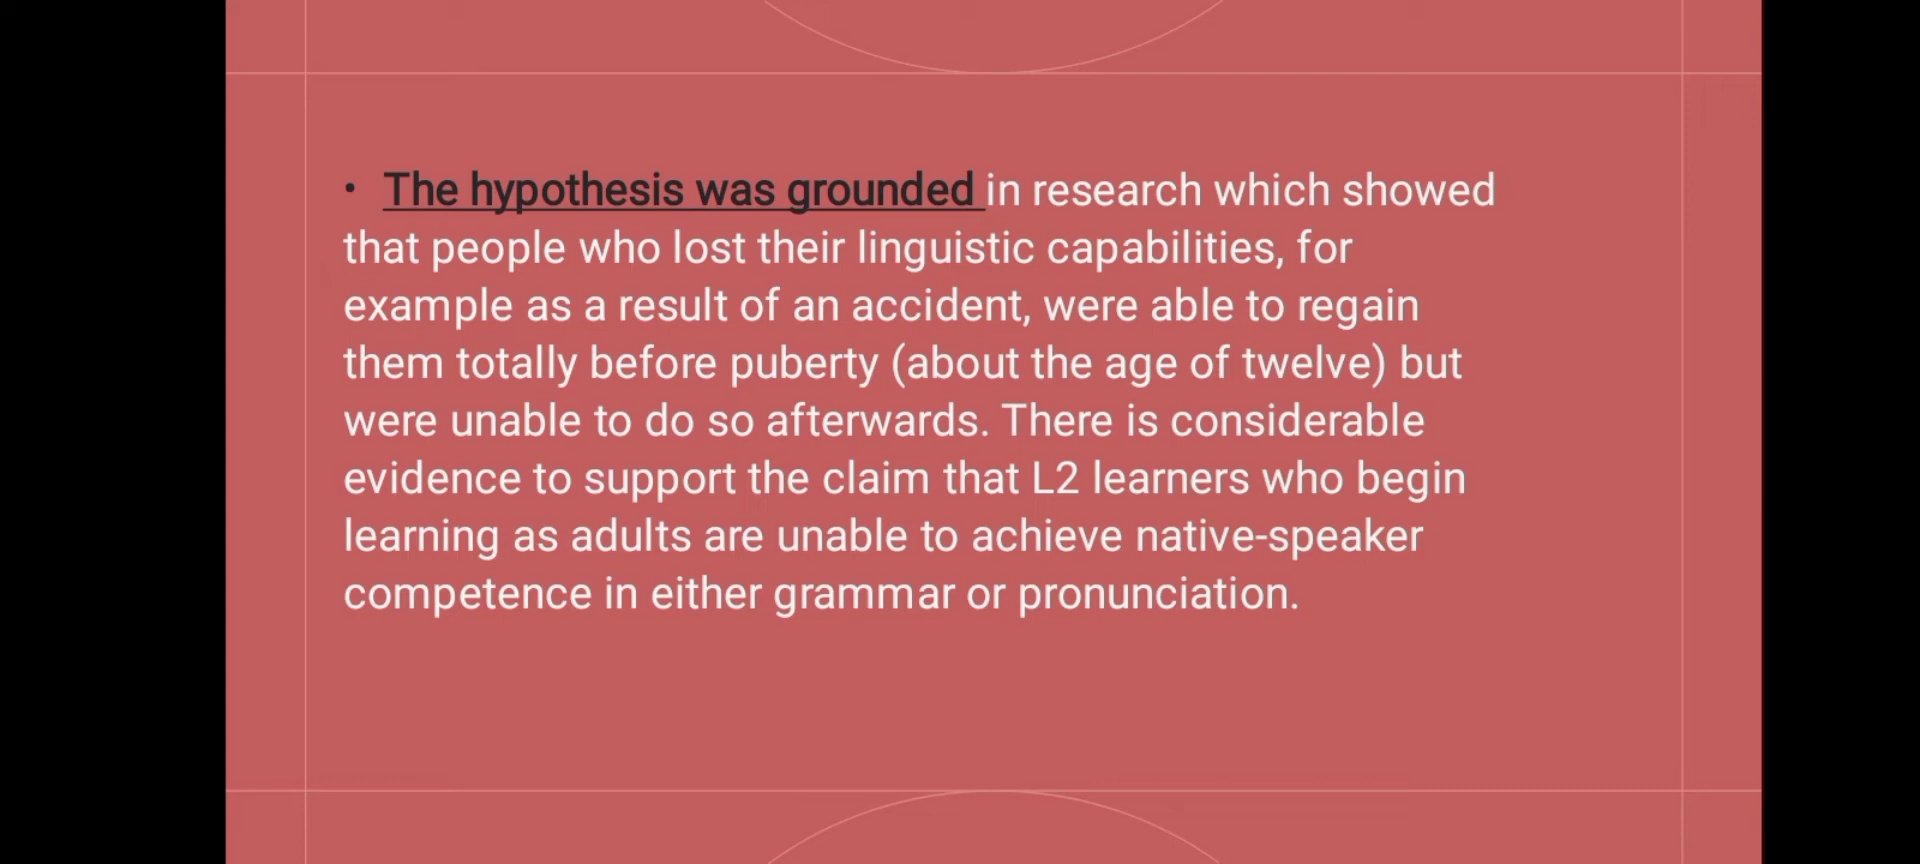 • The hypothesis was grounded in research which showed
that people who lost their linguistic capabilities, for
example as a result of an accident, were able to regain
them totally before puberty (about the age of twelve) but
were unable to do so afterwards. There is considerable
evidence to support the claim that L2 learners who begin
learning as adults are unable to achieve native-speaker
competence in either grammar or pronunciation.